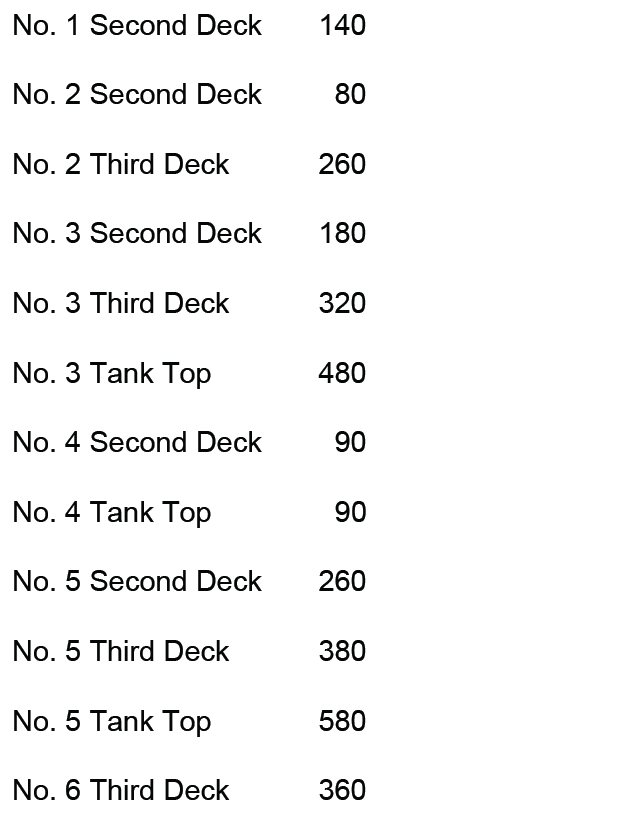 No. 1 Second Deck 140
No. 2 Second Deck 80
No. 2 Third Deck 260
No. 3 Second Deck 180
No. 3 Third Deck 320
No. 3 Tank Top 480
No. 4 Second Deck 90
No. 4 Tank Top 90
No. 5 Second Deck 260
No. 5 Third Deck 380
No. 5 Tank Top 580
No. 6 Third Deck 360